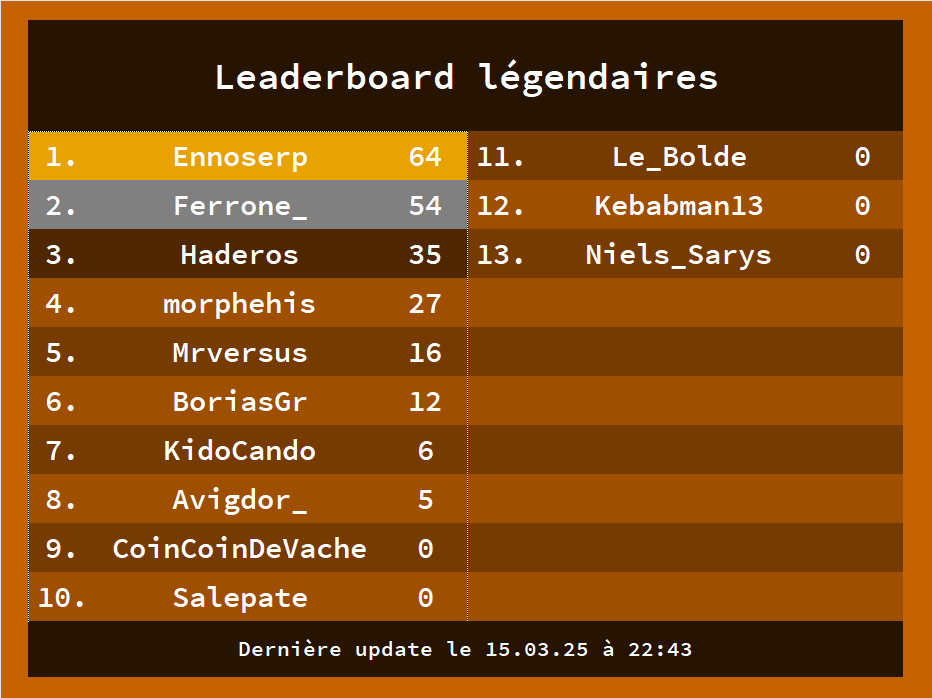 Leaderboard légendaires
1. Ennoserp 64
2. Ferrone_ 54
3. Haderos 35
4. morphehis 27
5. Mrversus 16
6. BoriasGr 12
7. KidoCando 6
8. Avigdor_ 5
9. CoinCoinDeVache 0
10. Salepate 0
11. Le_Bolde 0
12. Kebabman13 0
13. Niels_Sarys 0
Dernière update le 15.03.25 à 22:43